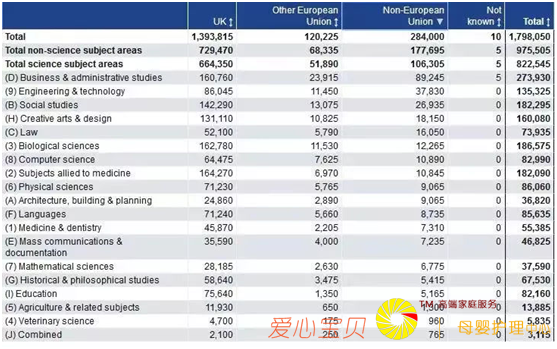 UK↕ Other European Union↕ Non-European Union▼ Not known↕ Total↕
Total 1,393,815 120,225 284,000 10 1,798,050
Total non-science subject areas 729,470 68,335 177,695 5 975,505
Total science subject areas 664,350 51,890 106,305 5 822,545
(D) Business & administrative studies 160,760 23,915 89,245 5 273,930
(9) Engineering & technology 86,045 11,450 37,830 0 135,325
(B) Social studies 142,290 13,075 26,935 0 182,295
(H) Creative arts & design 131,110 10,825 18,150 0 160,080
(C) Law 52,100 5,790 16,050 0 73,935
(3) Biological sciences 162,780 11,530 12,265 0 186,575
(8) Computer science 64,475 7,625 10,890 0 82,990
(2) Subjects allied to medicine 164,270 6,970 10,845 0 182,090
(6) Physical sciences 71,230 5,765 9,065 0 86,060
(A) Architecture, building & planning 24,860 2,890 9,065 0 36,820
(F) Languages 71,240 5,660 8,735 0 85,635
(1) Medicine & dentistry 45,870 2,205 7,310 0 55,385
(E) Mass communications & documentation 35,590 4,000 7,235 0 46,825
(7) Mathematical sciences 28,185 2,630 6,775 0 37,590
(G) Historical & philosophical studies 58,640 3,475 5,415 0 67,530
(I) Education 75,640 1,350 5,165 0 82,160
(5) Agriculture & related subjects 11,930 650 1,300 0 13,885
(4) Veterinary science 4,700 175 960 0 5,835
(J) Combined 2,100 250 765 0 3,115
TM 高端家庭服务
爱心宝贝
母婴护理